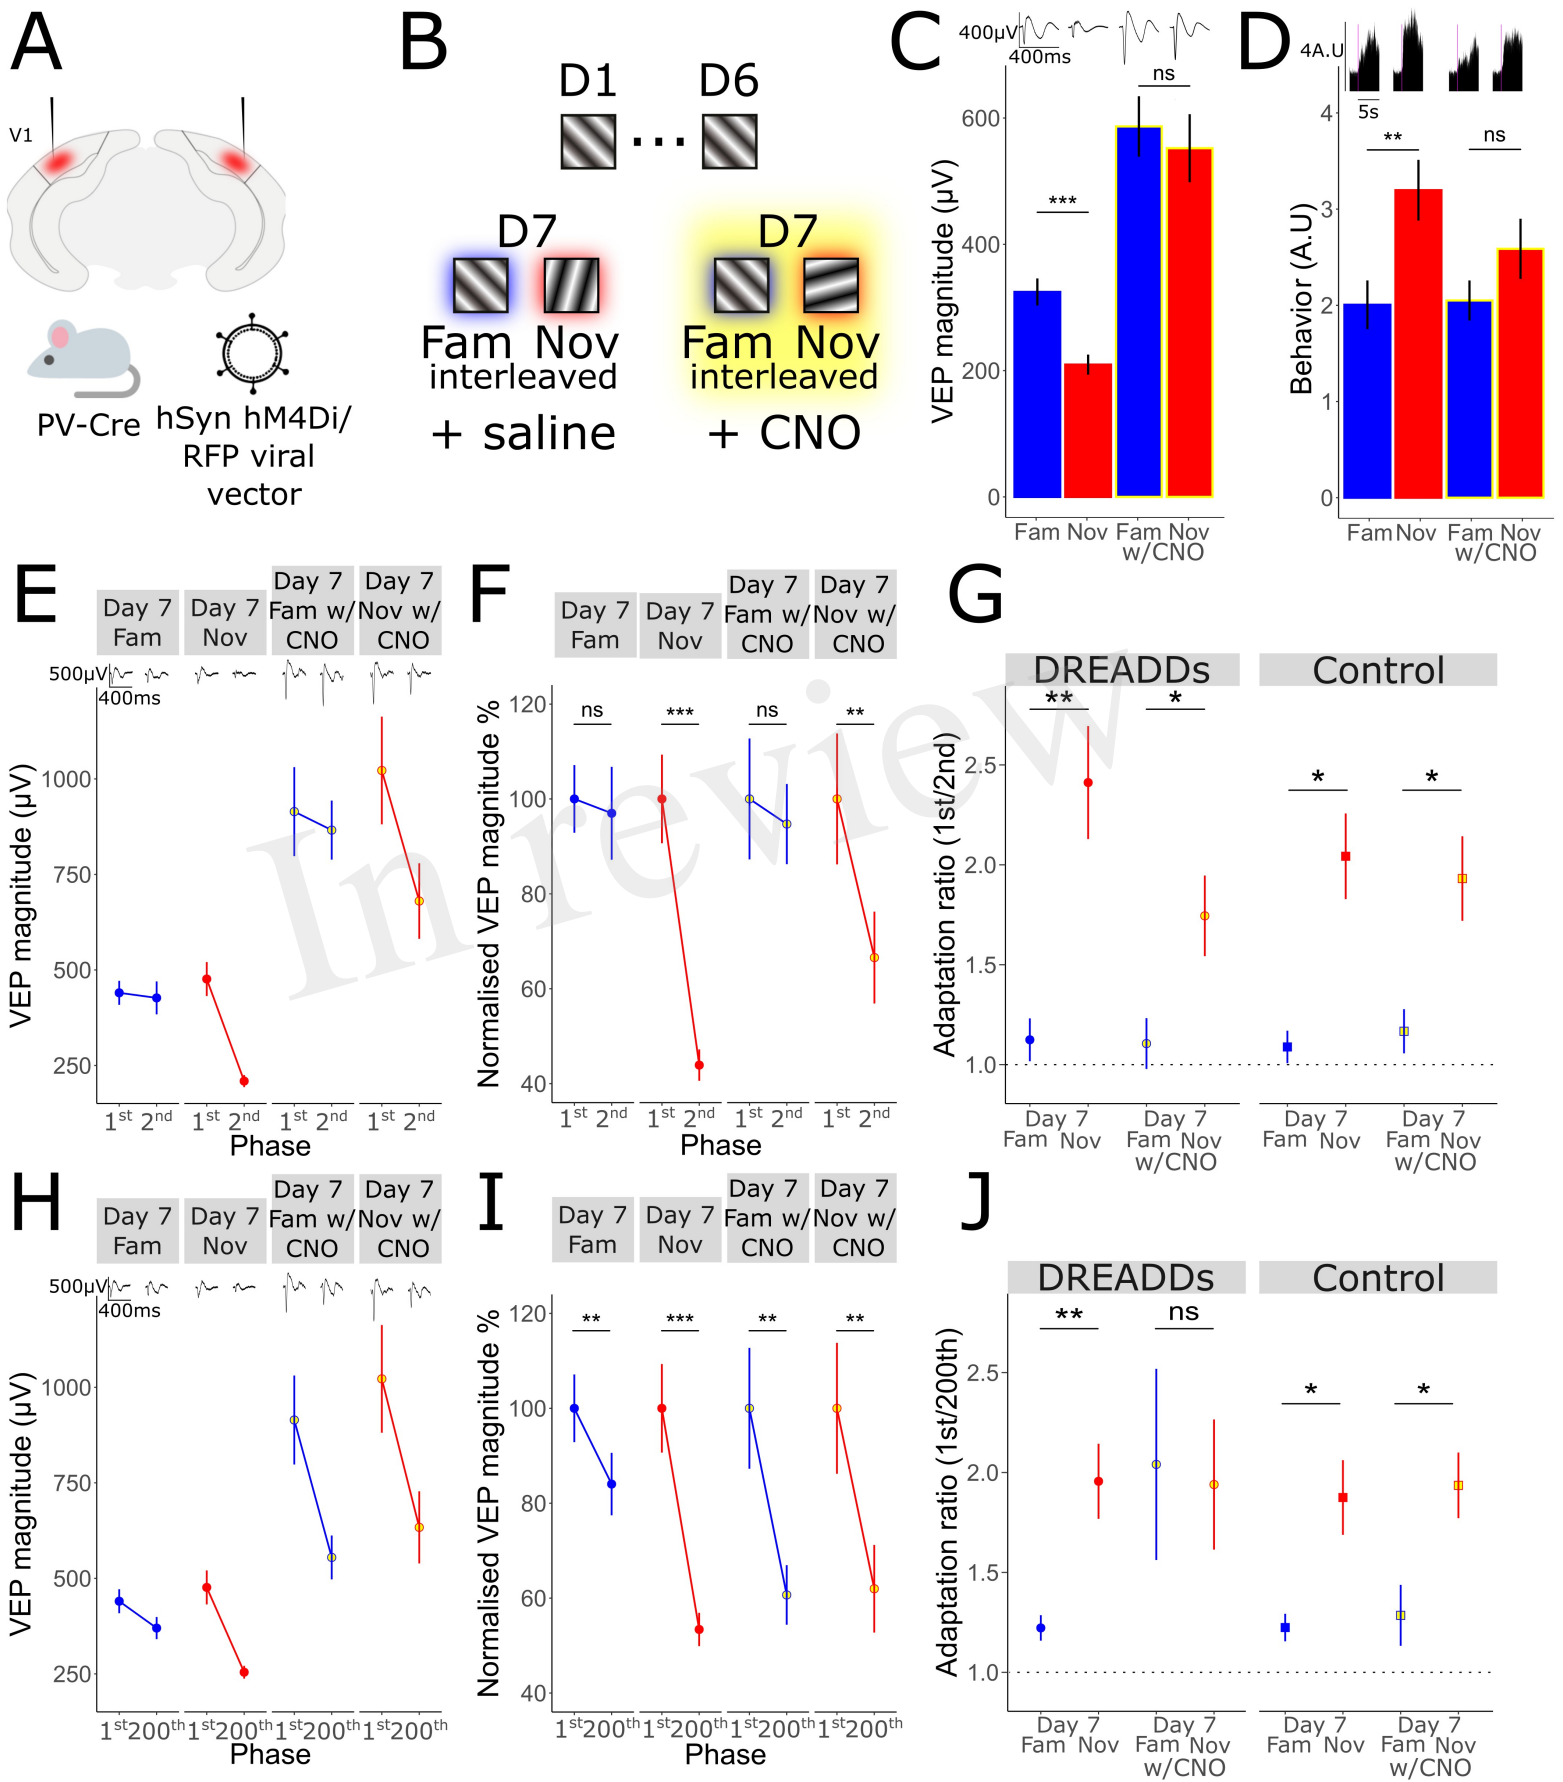 A
V1
PV-Cre
hSyn hM4Di/
RFP viral
vector
B
D1
D6
...
D7
Fam Nov
interleaved
+ saline
D7
Fam Nov
interleaved
+ CNO
C
400µV
400ms
ns
***
VEP magnitude (µV)
600
400
200
0
Fam Nov
Fam Nov
w/CNO
D
4A.U
5s
**
ns
Behavior (A.U)
4
3
2
1
0
Fam Nov
Fam Nov
w/CNO
E
Day 7
Fam
Day 7
Nov
Day 7
Fam w/
CNO
Day 7
Nov w/
CNO
500µV
400ms
VEP magnitude (µV)
1000
750
500
250
1st 2nd
1st 2nd
1st 2nd
1st 2nd
Phase
F
Day 7
Fam
Day 7
Nov
Day 7
Fam w/
CNO
Day 7
Nov w/
CNO
ns
***
ns
**
Normalised VEP magnitude %
120
100
80
60
40
1st 2nd
1st 2nd
1st 2nd
1st 2nd
Phase
G
DREADDs
Control
**
*
*
*
Adaptation ratio (1st/2nd)
2.5
2.0
1.5
1.0
Day 7
Fam Nov
Fam Nov
w/CNO
Day 7
Fam Nov
Fam Nov
w/CNO
In review
H
Day 7
Fam
Day 7
Nov
Day 7
Fam w/
CNO
Day 7
Nov w/
CNO
500µV
400ms
VEP magnitude (µV)
1000
750
500
250
1st 200th
1st 200th
1st 200th
1st 200th
Phase
I
Day 7
Fam
Day 7
Nov
Day 7
Fam w/
CNO
Day 7
Nov w/
CNO
**
***
**
**
Normalised VEP magnitude %
120
100
80
60
40
1st 200th
1st 200th
1st 200th
1st 200th
Phase
J
DREADDs
Control
**
ns
*
*
Adaptation ratio (1st/200th)
2.5
2.0
1.5
1.0
Day 7
Fam Nov
Day 7
Fam Nov
w/CNO
Day 7
Fam Nov
Day 7
Fam Nov
w/CNO